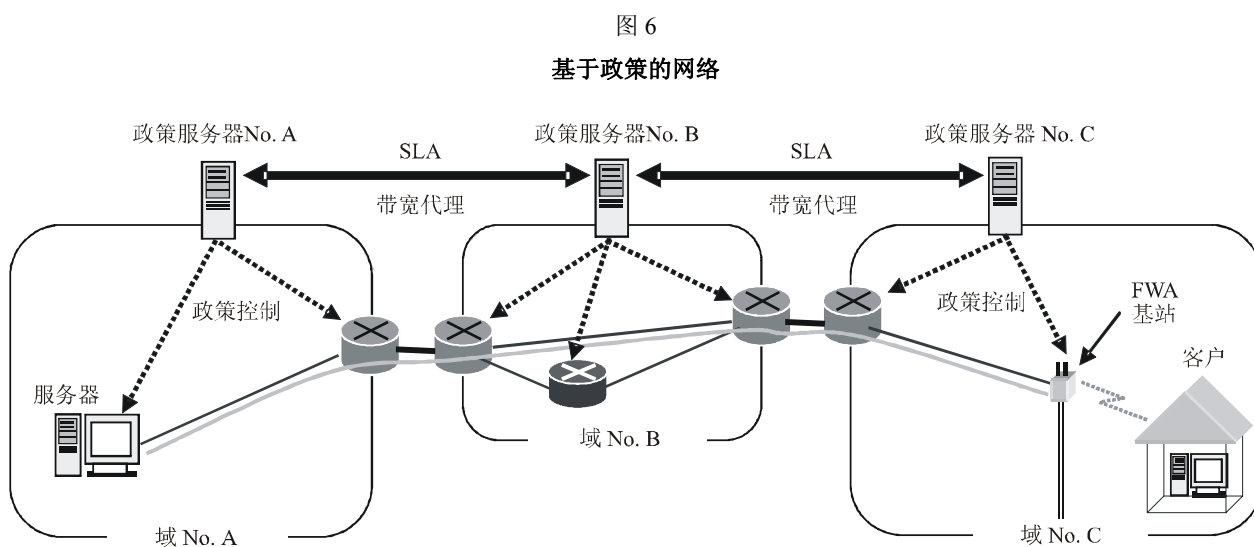 图 6
基于政策的网络
政策服务器No. A
政策服务器No. B
政策服务器 No. C
SLA
SLA
带宽代理
带宽代理
政策控制
政策控制
FWA
基站
服务器
客户
域 No. A
域 No. B
域 No. C